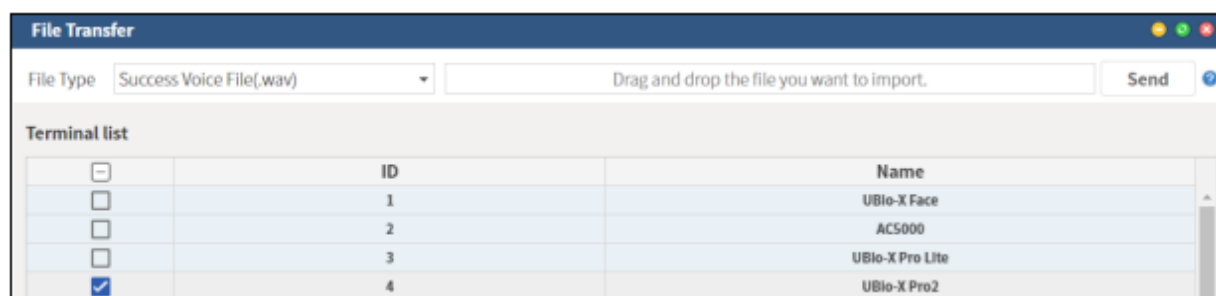 File Transfer
File Type Success Voice File(.wav) Drag and drop the file you want to import. Send ?
Terminal list
ID Name
1 UBio-X Face
2 AC5000
3 UBio-X Pro Lite
4 UBio-X Pro2